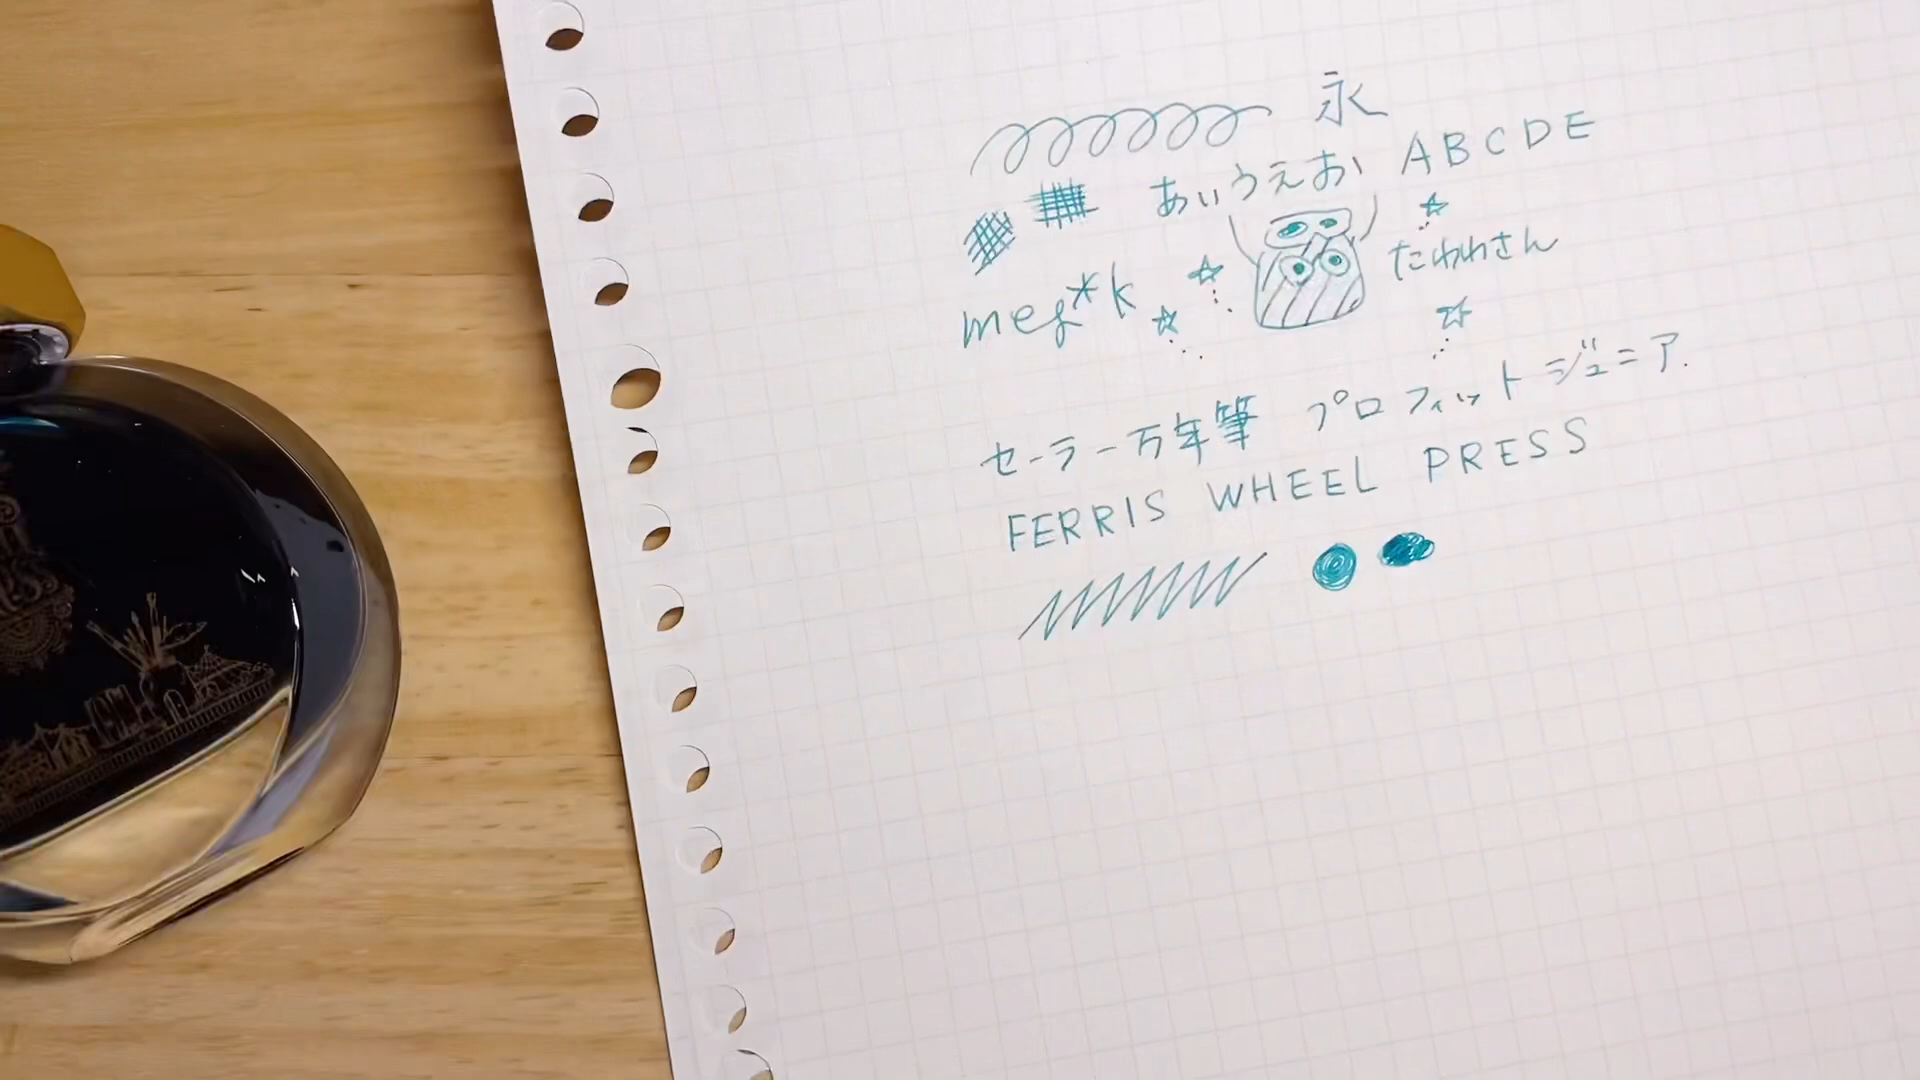 永
あいうえお ABCDE
たわわさん
meg*k
セーラー万年筆 プロフィットジュニア.
FERRIS WHEEL PRESS